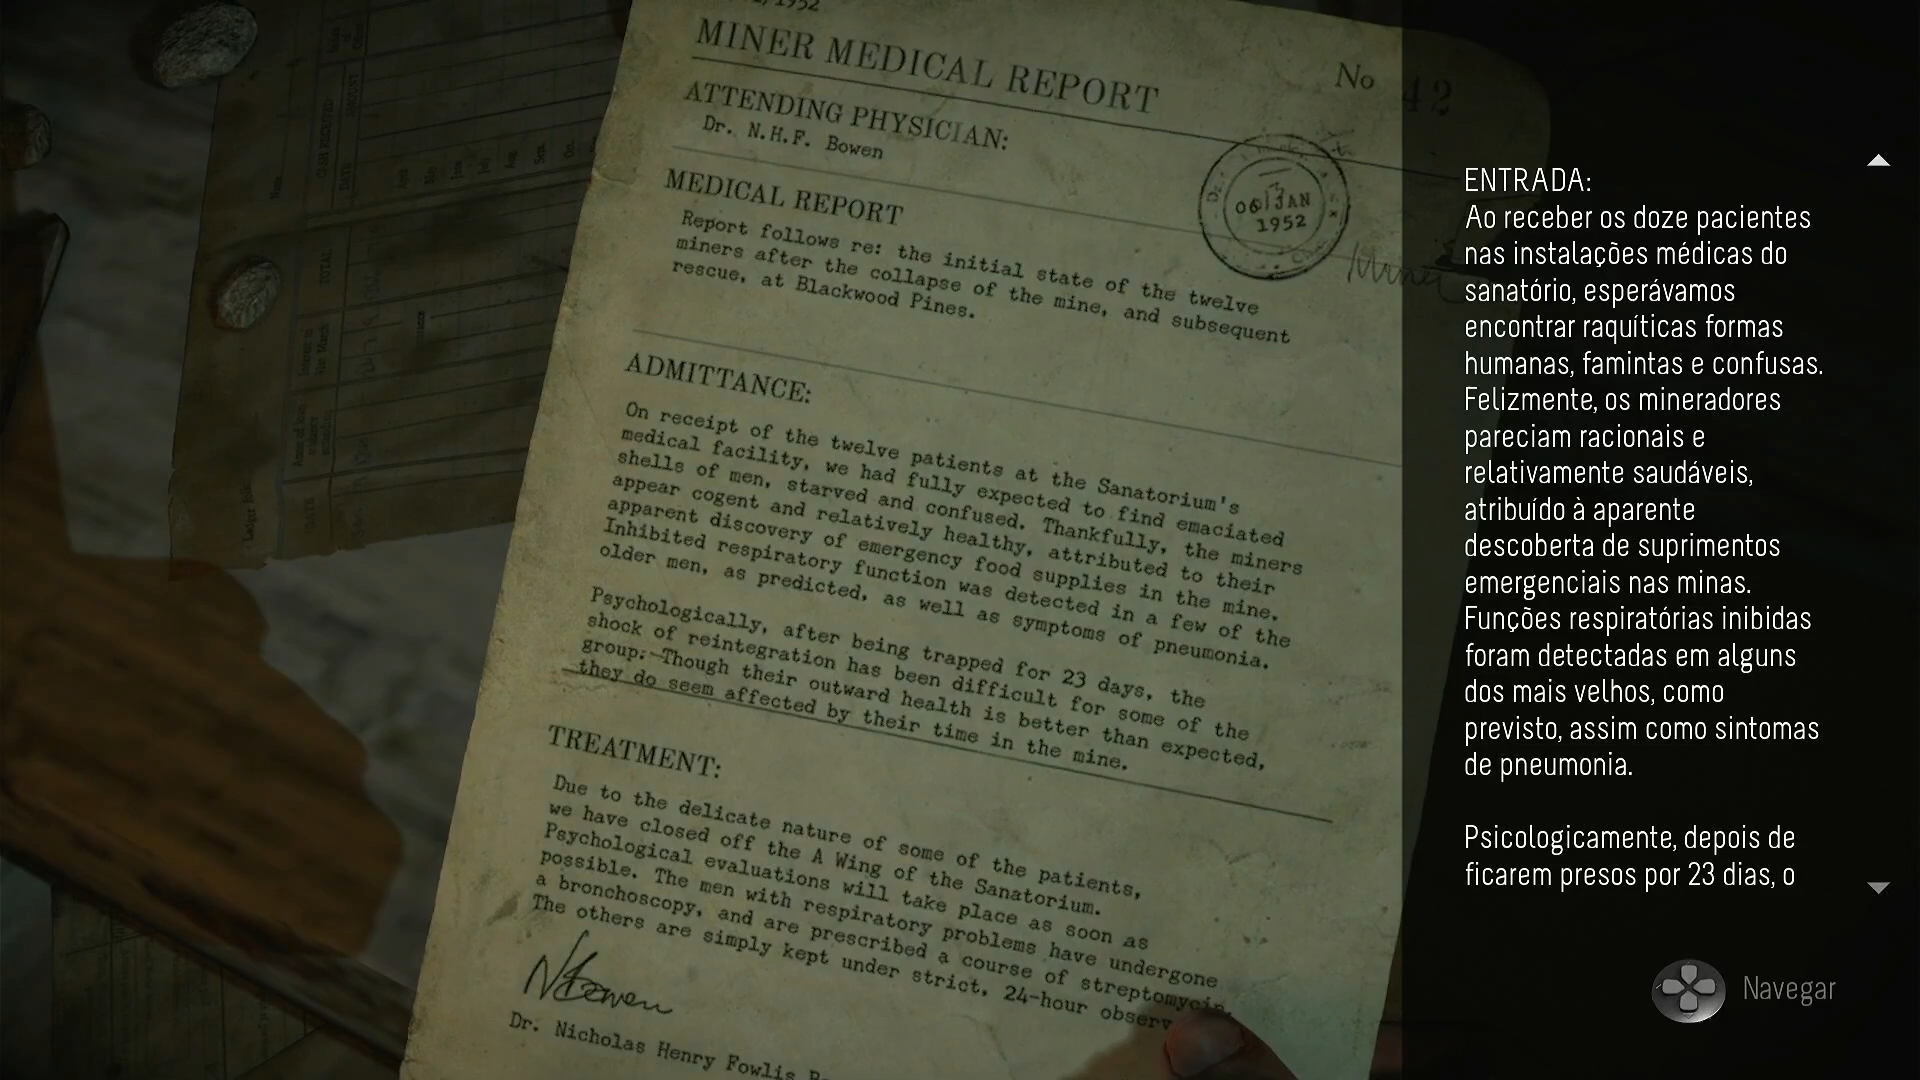 1952
MINER MEDICAL REPORT
No 42
ATTENDING PHYSICIAN:
Dr. N.H.F. Bowen
06 JAN
1952
MEDICAL REPORT
Report follows re: the initial state of the twelve
miners after the collapse of the mine, and subsequent
rescue, at Blackwood Pines.
ADMITTANCE:
On receipt of the twelve patients at the Sanatorium's
medical facility, we had fully expected to find emaciated
shells of men, starved and confused. Thankfully, the miners
appear cogent and relatively healthy, attributed to their
apparent discovery of emergency food supplies in the mine.
Inhibited respiratory function was detected in a few of the
older men, as predicted, as well as symptoms of pneumonia.
Psychologically, after being trapped for 23 days, the
shock of reintegration has been difficult for some of the
group; Though their outward health is better than expected,
they do seem affected by their time in the mine.
TREATMENT:
Due to the delicate nature of some of the patients,
we have closed off the A Wing of the Sanatorium.
Psychological evaluations will take place as soon as
possible. The men with respiratory problems have undergone
a bronchoscopy, and are prescribed a course of streptomycin.
The others are simply kept under strict, 24-hour observ
NBowen
Dr. Nicholas Henry Fowlis
ENTRADA:
Ao receber os doze pacientes
nas instalações médicas do
sanatório, esperávamos
encontrar raquíticas formas
humanas, famintas e confusas.
Felizmente, os mineradores
pareciam racionais e
relativamente saudáveis,
atribuído à aparente
descoberta de suprimentos
emergenciais nas minas.
Funções respiratórias inibidas
foram detectadas em alguns
dos mais velhos, como
previsto, assim como sintomas
de pneumonia.
Psicologicamente, depois de
ficarem presos por 23 dias, o
Navegar